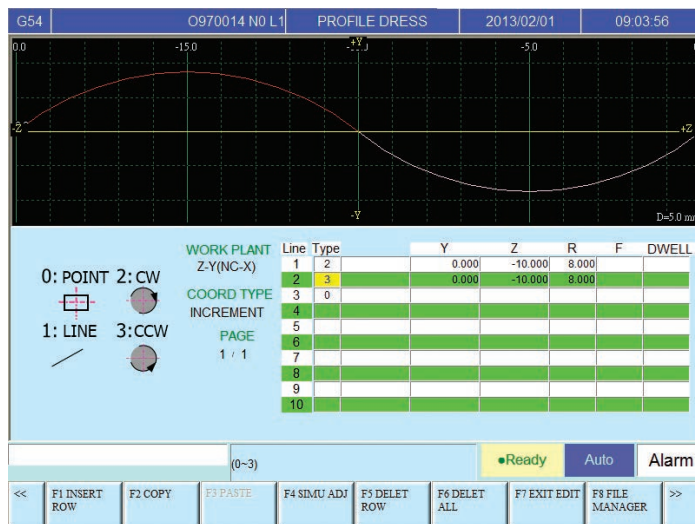 G54 O970014 N0 L1 PROFILE DRESS 2013/02/01 09:03:56
0.0 -15.0 -+Y -5.0
-Z +Z
-Y D=5.0 mm
WORK PLANT
Z-Y(NC-X)
COORD TYPE
INCREMENT
PAGE
1 / 1
0: POINT 2: CW
1: LINE 3: CCW
Line Type Y Z R F DWELL
1 2 0.000 -10.000 8.000
2 3 0.000 -10.000 8.000
3 0
4
5
6
7
8
9
10
(0~3) •Ready Auto Alarm
<< F1 INSERT ROW F2 COPY F3 PASTE F4 SIMU ADJ F5 DELET ROW F6 DELET ALL F7 EXIT EDIT F8 FILE MANAGER >>